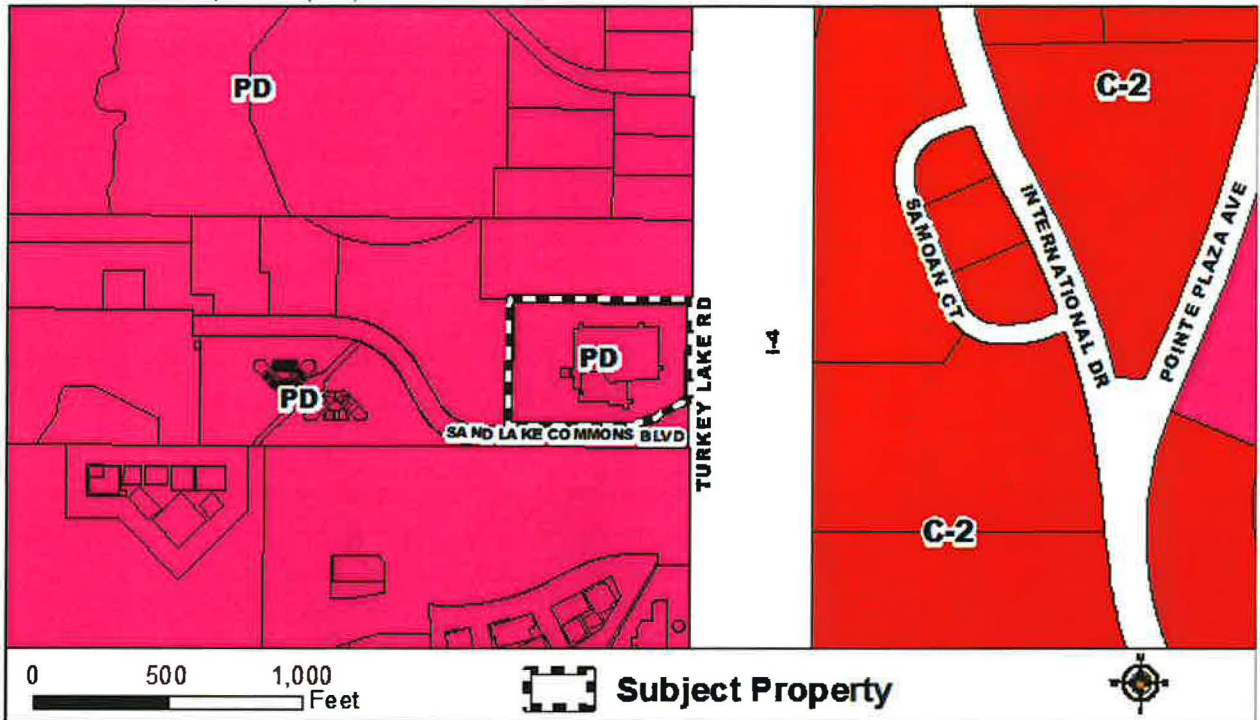 PD
C-2
SAMOAN CT
INTERNATIONAL DR
POINTE PLAZA AVE
PD
PD
SAND LAKE COMMONS BLVD
TURKEY LAKE RD
I-4
C-2
0 500 1,000
Feet
Subject Property